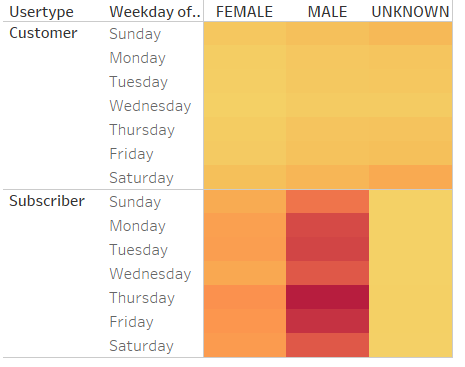 Usertype Weekday of.. FEMALE MALE UNKNOWN
Customer Sunday
Monday
Tuesday
Wednesday
Thursday
Friday
Saturday
Subscriber Sunday
Monday
Tuesday
Wednesday
Thursday
Friday
Saturday